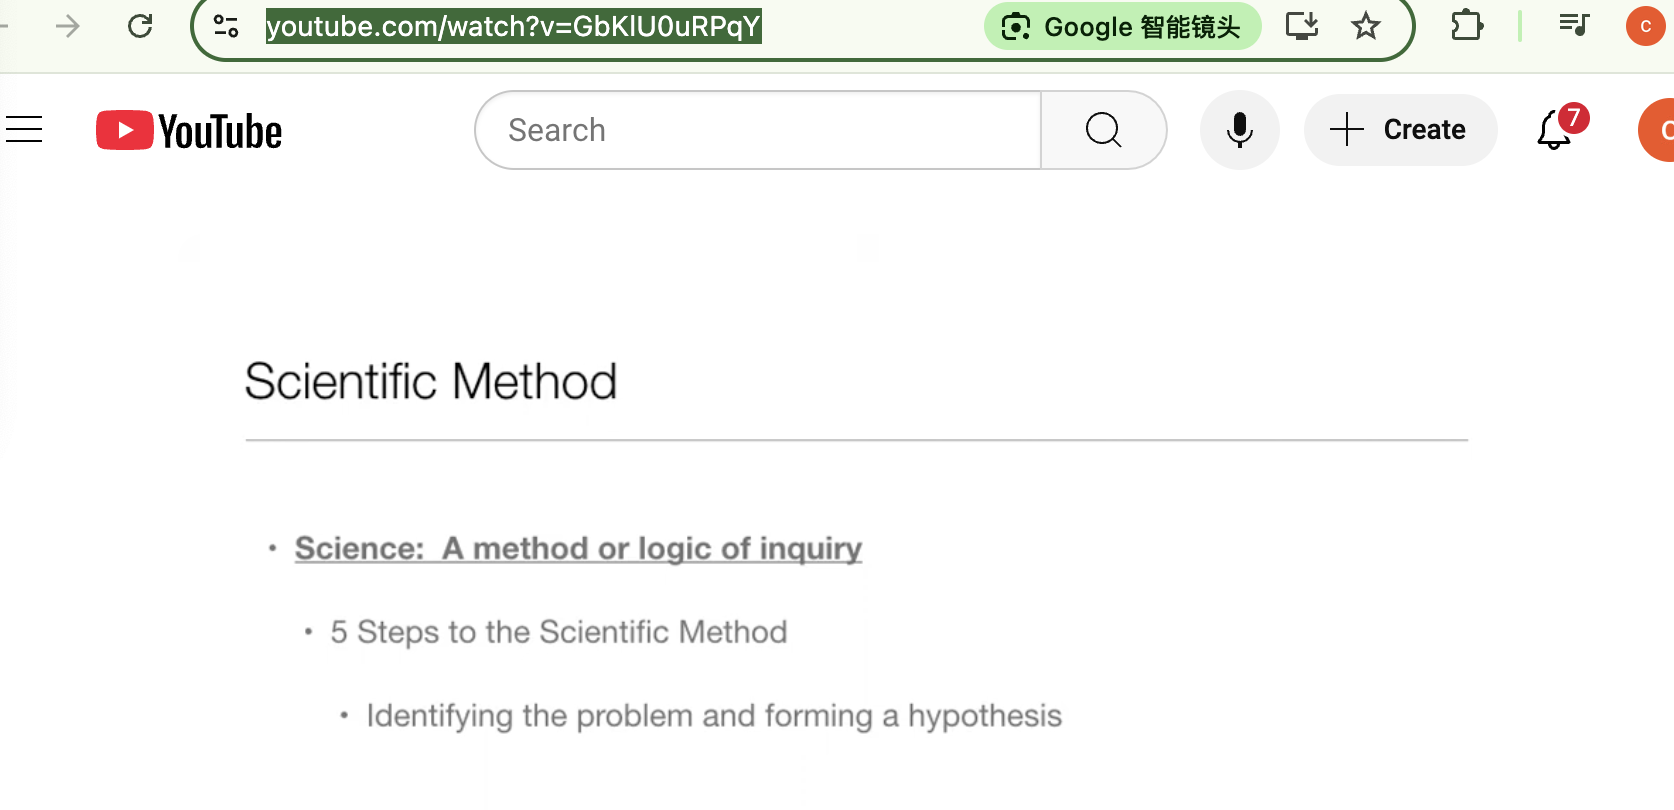 youtube.com/watch?v=GbKlU0uRPqY
Google 智能镜头
C
YouTube
Search
Create
7
C
Scientific Method
• Science: A method or logic of inquiry
• 5 Steps to the Scientific Method
• Identifying the problem and forming a hypothesis